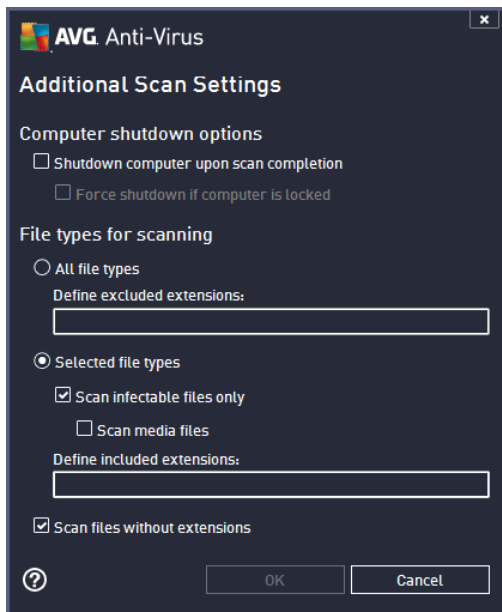 AVG. Anti-Virus
x
Additional Scan Settings
Computer shutdown options
Shutdown computer upon scan completion
Force shutdown if computer is locked
File types for scanning
All file types
Define excluded extensions:
Selected file types
Scan infectable files only
Scan media files
Define included extensions:
Scan files without extensions
? OK Cancel